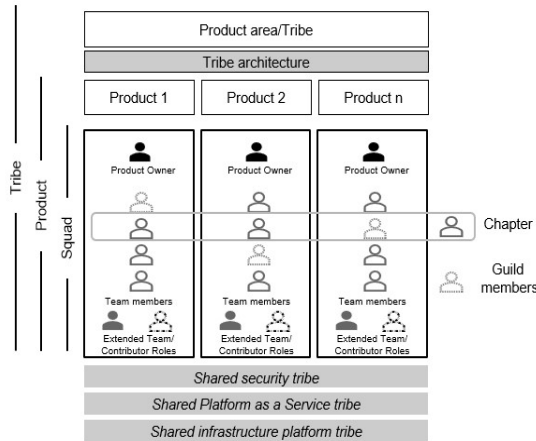 Product area/Tribe
Tribe architecture
Product 1
Product 2
Product n
Tribe
Product
Squad
Product Owner
Product Owner
Product Owner
Chapter
Guild
members
Team members
Team members
Team members
Extended Team/
Contributor Roles
Extended Team/
Contributor Roles
Extended Team/
Contributor Roles
Shared security tribe
Shared Platform as a Service tribe
Shared infrastructure platform tribe